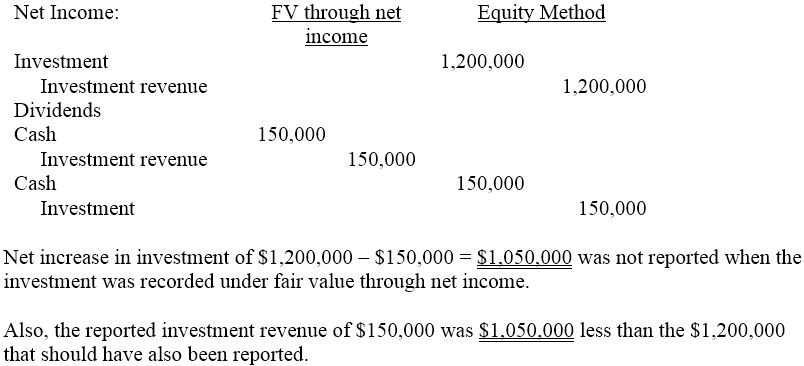 Net Income: FV through net Equity Method
income
Investment 1,200,000
Investment revenue 1,200,000
Dividends
Cash 150,000
Investment revenue 150,000
Cash 150,000
Investment 150,000
Net increase in investment of $1,200,000 – $150,000 = $1,050,000 was not reported when the
investment was recorded under fair value through net income.
Also, the reported investment revenue of $150,000 was $1,050,000 less than the $1,200,000
that should have also been reported.